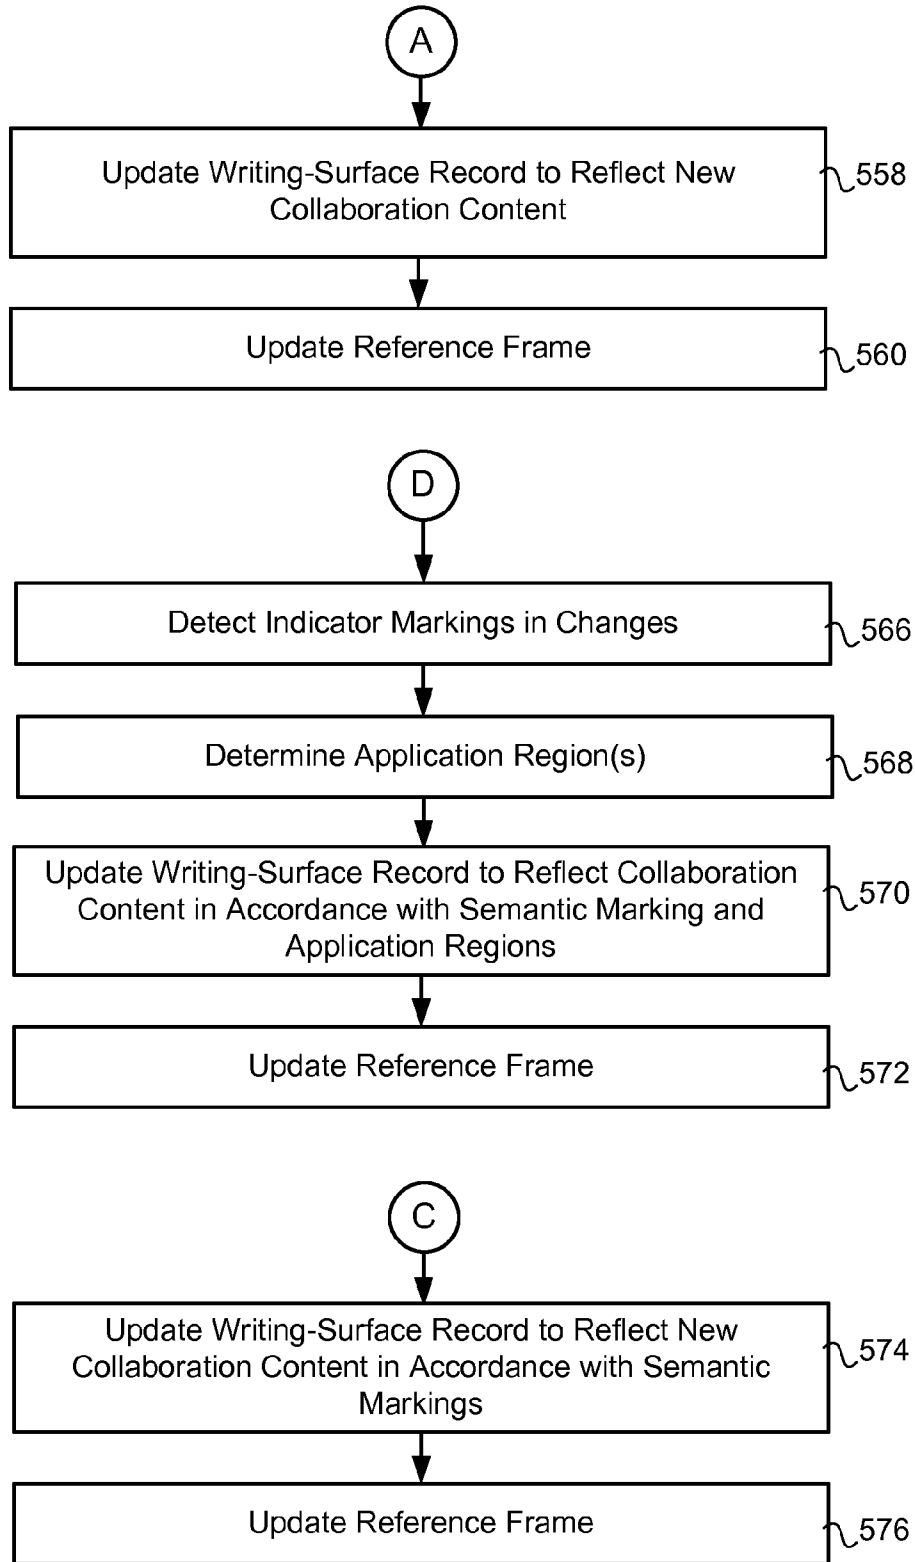 A
Update Writing-Surface Record to Reflect New
Collaboration Content
558
Update Reference Frame
560
D
Detect Indicator Markings in Changes
566
Determine Application Region(s)
568
Update Writing-Surface Record to Reflect Collaboration
Content in Accordance with Semantic Marking and
Application Regions
570
Update Reference Frame
572
C
Update Writing-Surface Record to Reflect New
Collaboration Content in Accordance with Semantic
Markings
574
Update Reference Frame
576